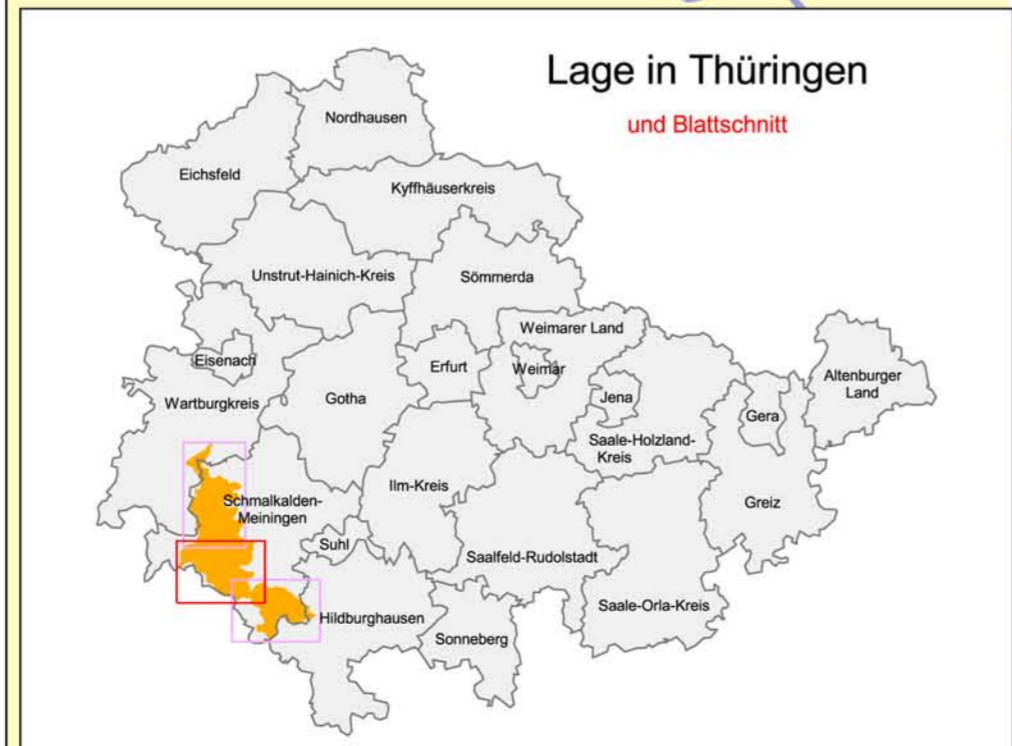 Lage in Thüringen
und Blattschnitt
Nordhausen
Eichsfeld
Kyffhäuserkreis
Unstrut-Hainich-Kreis
Sömmerda
Weimarer Land
Eisenach
Erfurt
Weimar
Altenburger
Land
Wartburgkreis
Gotha
Jena
Gera
Saale-Holzland-
Kreis
Ilm-Kreis
Schmalkalden-
Meiningen
Greiz
Suhl
Saalfeld-Rudolstadt
Saale-Orla-Kreis
Hildburghausen
Sonneberg